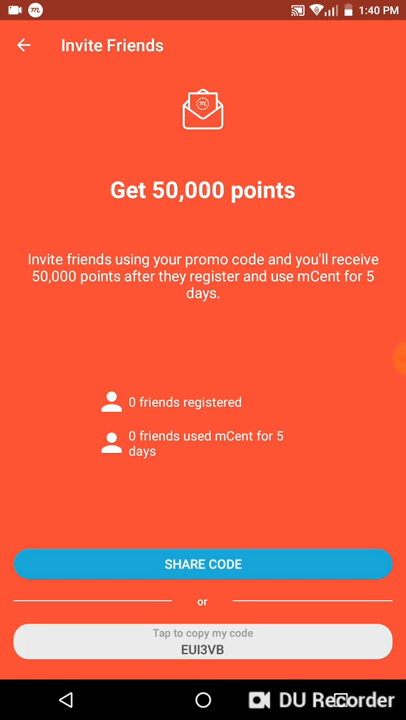 1:40 PM
Invite Friends
m
Get 50,000 points
Invite friends using your promo code and you'll receive
50,000 points after they register and use mCent for 5
days.
0 friends registered
0 friends used mCent for 5
days
SHARE CODE
or
Tap to copy my code
EUI3VB
DU Recorder